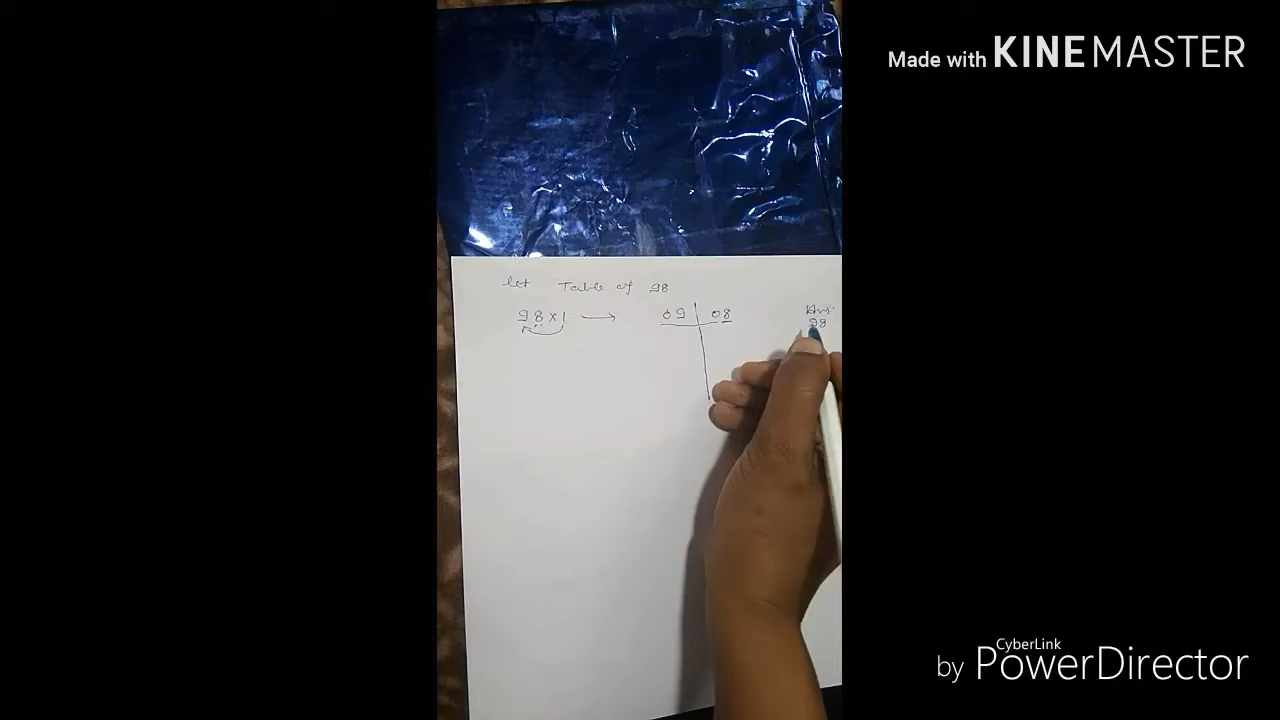 Made with KINEMASTER
let Table of 98
98 x 1 → 09 | 08
Ans.
98
CyberLink
by PowerDirector